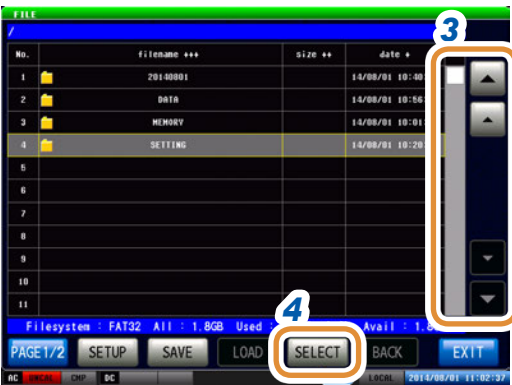 FILE
/
3
No. filename +++ size ++ date +
1 20140801 14/08/01 10:40:
2 DATA 14/08/01 10:56:
3 MEMORY 14/08/01 10:01:
4 SETTING 14/08/01 10:20:
5
6
7
8
9
10
11
4
Filesystem : FAT32 All : 1.8GB Used : Avail : 1.8
PAGE1/2 SETUP SAVE LOAD SELECT BACK EXIT
AC UNCAL CMP DC LOCAL 2014/08/01 11:02:37